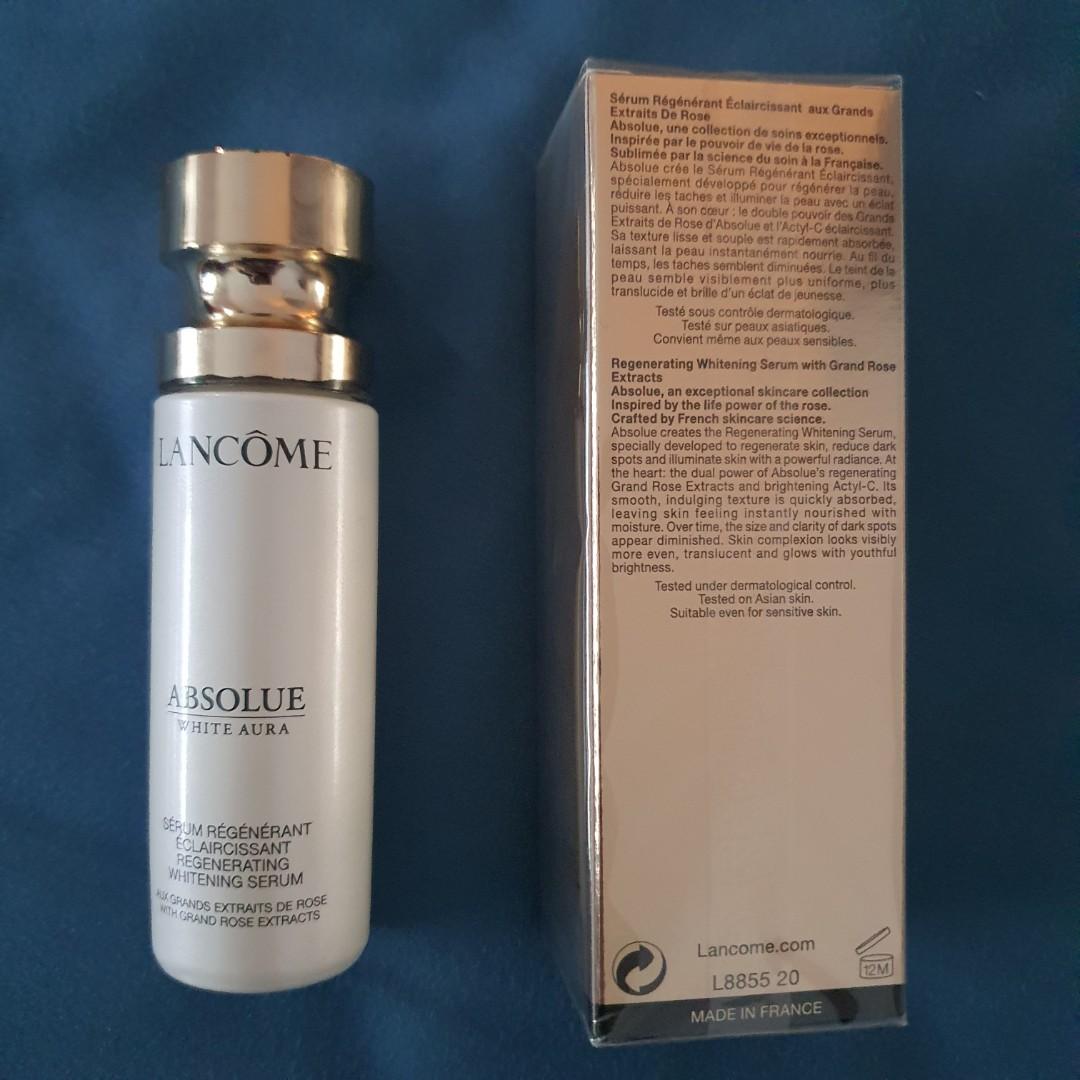 LANCÔME
ABSOLUE
WHITE AURA
SÉRUM RÉGÉNÉRANT
ÉCLAIRCISSANT
REGENERATING
WHITENING SERUM
AUX GRANDS EXTRAITS DE ROSE
WITH GRAND ROSE EXTRACTS
Sérum Régénérant Éclaircissant aux Grands
Extraits De Rose
Absolue, une collection de soins exceptionnels.
Inspirée par le pouvoir de vie de la rose.
Sublimée par la science du soin à la Française.
Absolue crée le Sérum Régénérant Éclaircissant,
spécialement développé pour régénérer la peau,
réduire les taches et illuminer la peau avec un éclat
puissant. À son cœur : le double pouvoir des Grands
Extraits de Rose d'Absolue et l'Actyl-C éclaircissant.
Sa texture lisse et souple est rapidement absorbée,
laissant la peau instantanément nourrie. Au fil du
temps, les taches semblent diminuées. Le teint de la
peau semble visiblement plus uniforme, plus
translucide et brille d'un éclat de jeunesse.
Testé sous contrôle dermatologique.
Testé sur peaux asiatiques.
Convient même aux peaux sensibles.
Regenerating Whitening Serum with Grand Rose
Extracts
Absolue, an exceptional skincare collection
Inspired by the life power of the rose.
Crafted by French skincare science.
Absolue creates the Regenerating Whitening Serum,
specially developed to regenerate skin, reduce dark
spots and illuminate skin with a powerful radiance. At
the heart: the dual power of Absolue's regenerating
Grand Rose Extracts and brightening Actyl-C. Its
smooth, indulging texture is quickly absorbed,
leaving skin feeling instantly nourished with
moisture. Over time, the size and clarity of dark spots
appear diminished. Skin complexion looks visibly
more even, translucent and glows with youthful
brightness.
Tested under dermatological control.
Tested on Asian skin.
Suitable even for sensitive skin.
Lancome.com
12M
L8855 20
MADE IN FRANCE